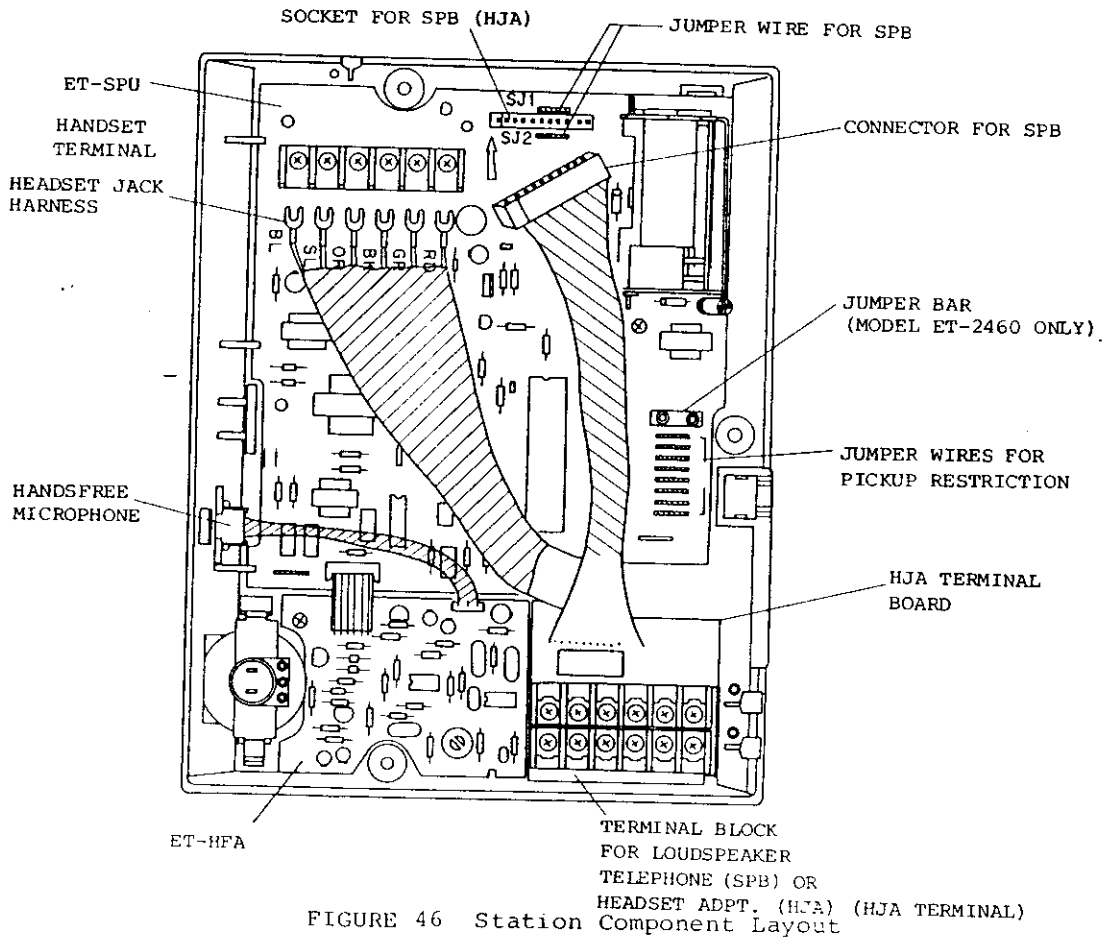 SOCKET FOR SPB (HJA)
JUMPER WIRE FOR SPB
ET-SPU
SJ1
SJ2
HANDSET
TERMINAL
CONNECTOR FOR SPB
HEADSET JACK
HARNESS
BL
SL
OR
BK
GR
RD
JUMPER BAR
(MODEL ET-2460 ONLY)
JUMPER WIRES FOR
PICKUP RESTRICTION
HANDSFREE
MICROPHONE
HJA TERMINAL
BOARD
ET-HFA
TERMINAL BLOCK
FOR LOUDSPEAKER
TELEPHONE (SPB) OR
HEADSET ADPT. (HJA) (HJA TERMINAL)
FIGURE 46 Station Component Layout